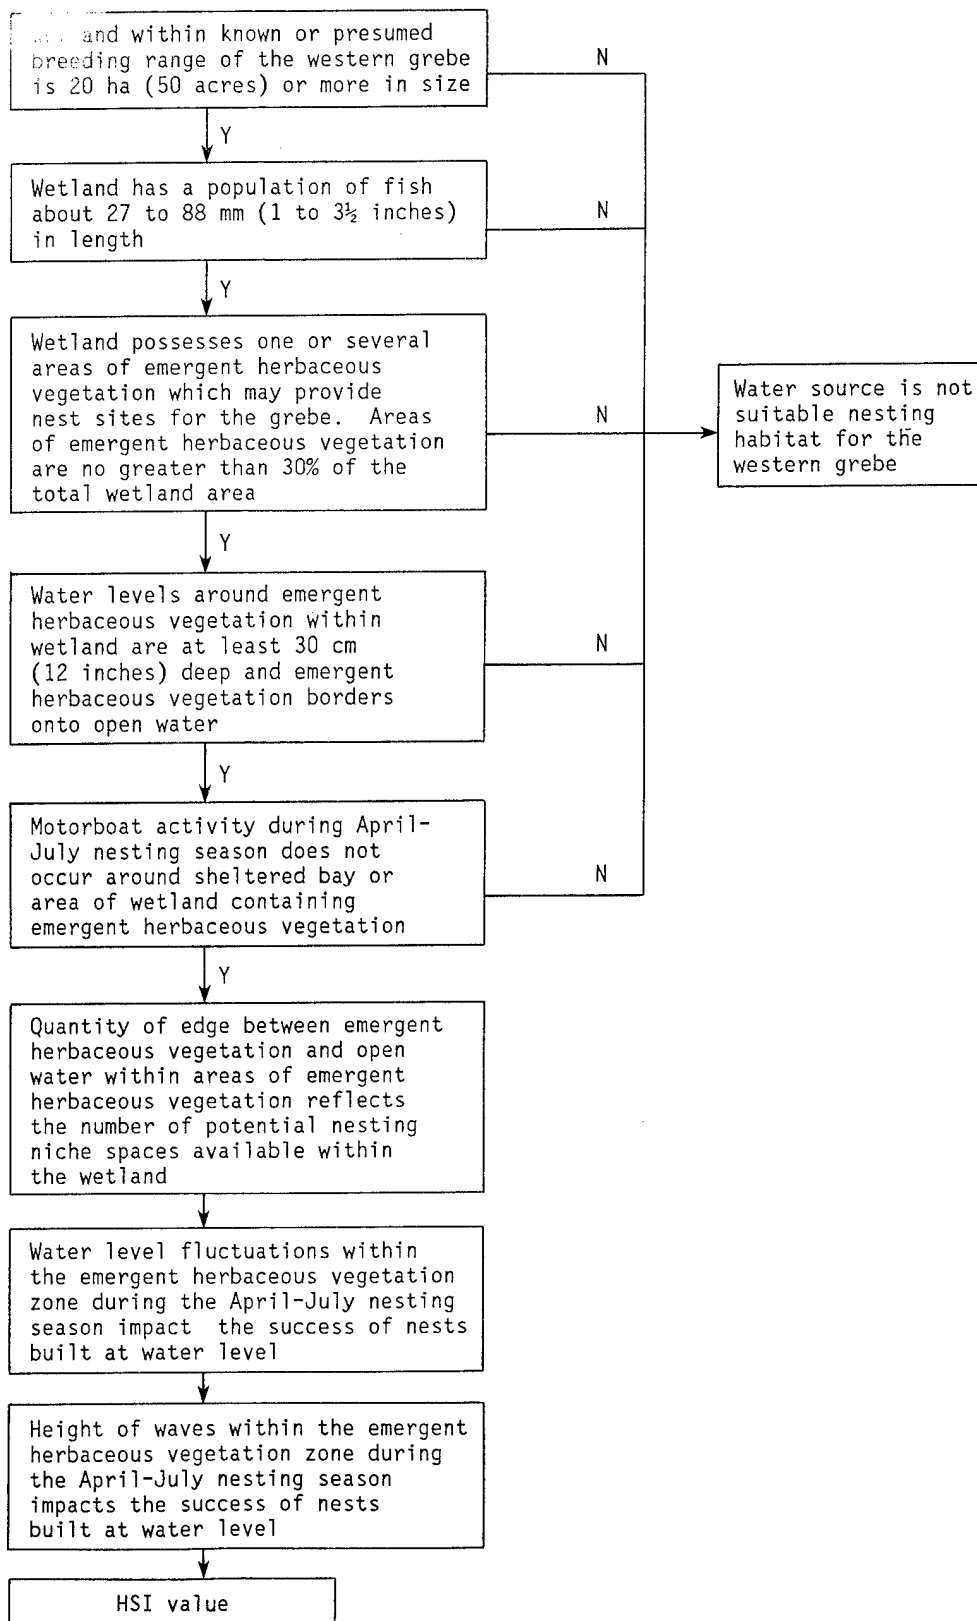 and within known or presumed
breeding range of the western grebe
is 20 ha (50 acres) or more in size
N
Y
Wetland has a population of fish
about 27 to 88 mm (1 to 3½ inches)
in length
N
Y
Wetland possesses one or several
areas of emergent herbaceous
vegetation which may provide
nest sites for the grebe. Areas
of emergent herbaceous vegetation
are no greater than 30% of the
total wetland area
N
Water source is not
suitable nesting
habitat for the
western grebe
Y
Water levels around emergent
herbaceous vegetation within
wetland are at least 30 cm
(12 inches) deep and emergent
herbaceous vegetation borders
onto open water
N
Y
Motorboat activity during April-
July nesting season does not
occur around sheltered bay or
area of wetland containing
emergent herbaceous vegetation
N
Y
Quantity of edge between emergent
herbaceous vegetation and open
water within areas of emergent
herbaceous vegetation reflects
the number of potential nesting
niche spaces available within
the wetland
Water level fluctuations within
the emergent herbaceous vegetation
zone during the April-July nesting
season impact the success of nests
built at water level
Height of waves within the emergent
herbaceous vegetation zone during
the April-July nesting season
impacts the success of nests
built at water level
HSI value